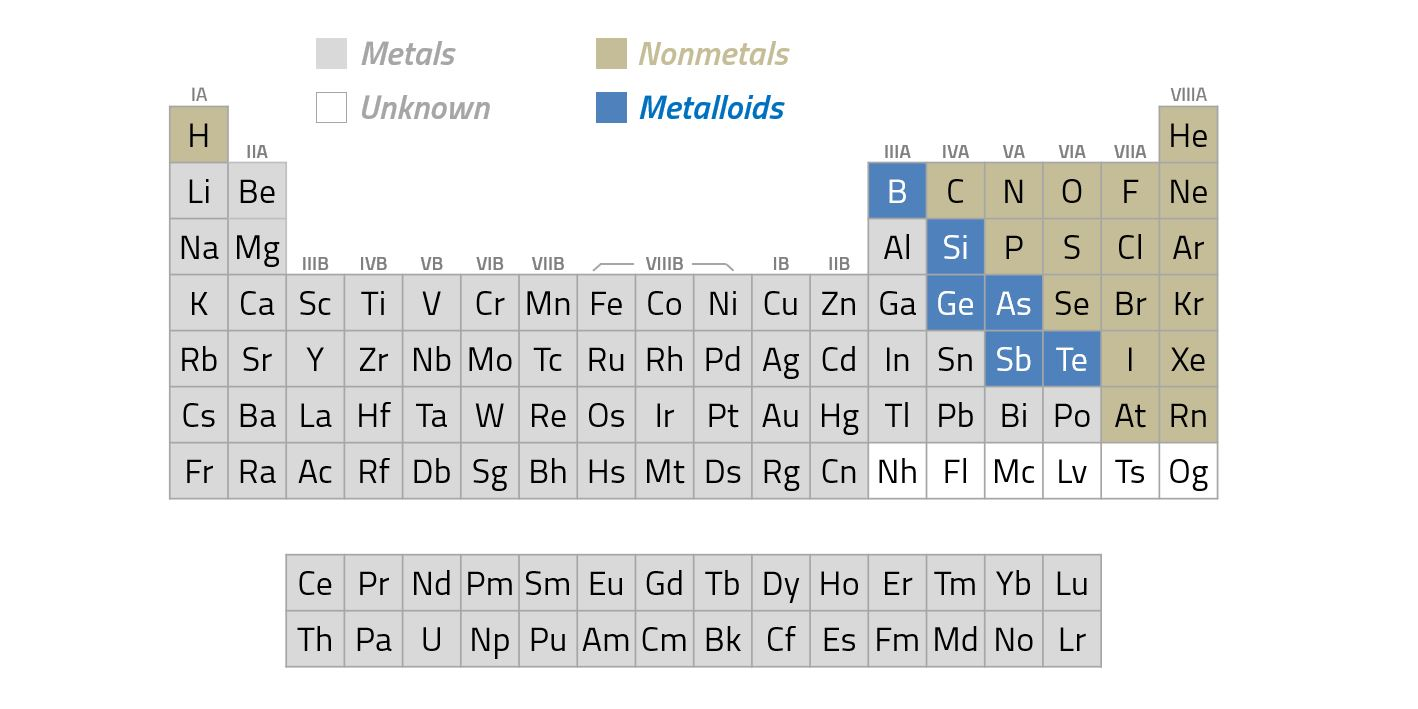 Metals Nonmetals
Unknown Metalloids
IA VIIIA
H He
IIA IIIA IVA VA VIA VIIA
Li Be B C N O F Ne
Na Mg Al Si P S Cl Ar
IIIB IVB VB VIB VIIB VIIIB IB IIB
K Ca Sc Ti V Cr Mn Fe Co Ni Cu Zn Ga Ge As Se Br Kr
Rb Sr Y Zr Nb Mo Tc Ru Rh Pd Ag Cd In Sn Sb Te I Xe
Cs Ba La Hf Ta W Re Os Ir Pt Au Hg Tl Pb Bi Po At Rn
Fr Ra Ac Rf Db Sg Bh Hs Mt Ds Rg Cn Nh Fl Mc Lv Ts Og
Ce Pr Nd Pm Sm Eu Gd Tb Dy Ho Er Tm Yb Lu
Th Pa U Np Pu Am Cm Bk Cf Es Fm Md No Lr